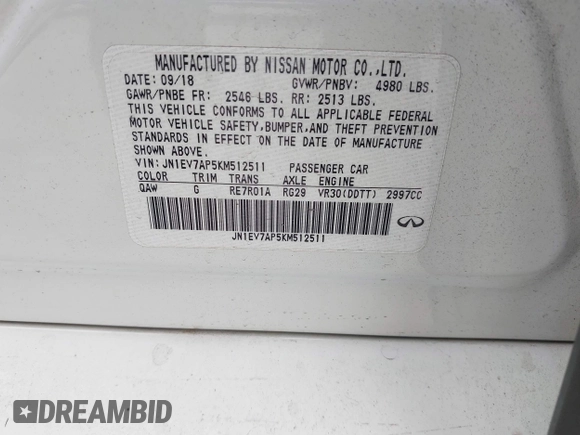 MANUFACTURED BY NISSAN MOTOR CO.,LTD.
DATE: 09/18 GVWR/PNBV: 4980 LBS.
GAWR/PNBE FR: 2546 LBS. RR: 2513 LBS.
THIS VEHICLE CONFORMS TO ALL APPLICABLE FEDERAL
MOTOR VEHICLE SAFETY,BUMPER,AND THEFT PREVENTION
STANDARDS IN EFFECT ON THE DATE OF MANUFACTURE
SHOWN ABOVE.
VIN:JN1EV7AP5KM512511 PASSENGER CAR
COLOR TRIM TRANS AXLE ENGINE
QAW G RE7R01A RG29 VR30(DDTT) 2997CC
JN1EV7AP5KM512511
DREAMBID